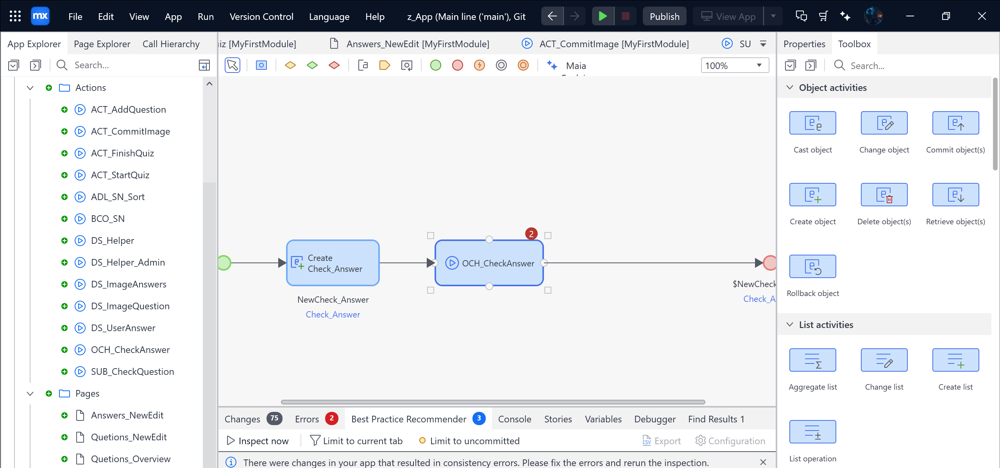 mx File Edit View App Run Version Control Language Help z_App (Main line ('main'), Git Publish View App
App Explorer Page Explorer Call Hierarchy
iz [MyFirstModule] Answers_NewEdit [MyFirstModule] ACT_CommitImage [MyFirstModule] SU
Properties Toolbox
Search...
Maia
100%
Search...
Actions
ACT_AddQuestion
ACT_CommitImage
ACT_FinishQuiz
ACT_StartQuiz
ADL_SN_Sort
BCO_SN
DS_Helper
DS_Helper_Admin
DS_ImageAnswers
DS_ImageQuestion
DS_UserAnswer
OCH_CheckAnswer
SUB_CheckQuestion
Pages
Answers_NewEdit
Quetions_NewEdit
Quetions_Overview
Create
Check_Answer
NewCheck_Answer
Check_Answer
2
OCH_CheckAnswer
$NewCheck
Check_A
Changes 75 Errors 2 Best Practice Recommender 3 Console Stories Variables Debugger Find Results 1
Inspect now Limit to current tab Limit to uncommitted CSV Export Configuration
There were changes in your app that resulted in consistency errors. Please fix the errors and rerun the inspection.
Object activities
Cast object Change object Commit object(s)
Create object Delete object(s) Retrieve object(s)
Rollback object
List activities
Aggregate list Change list Create list
List operation